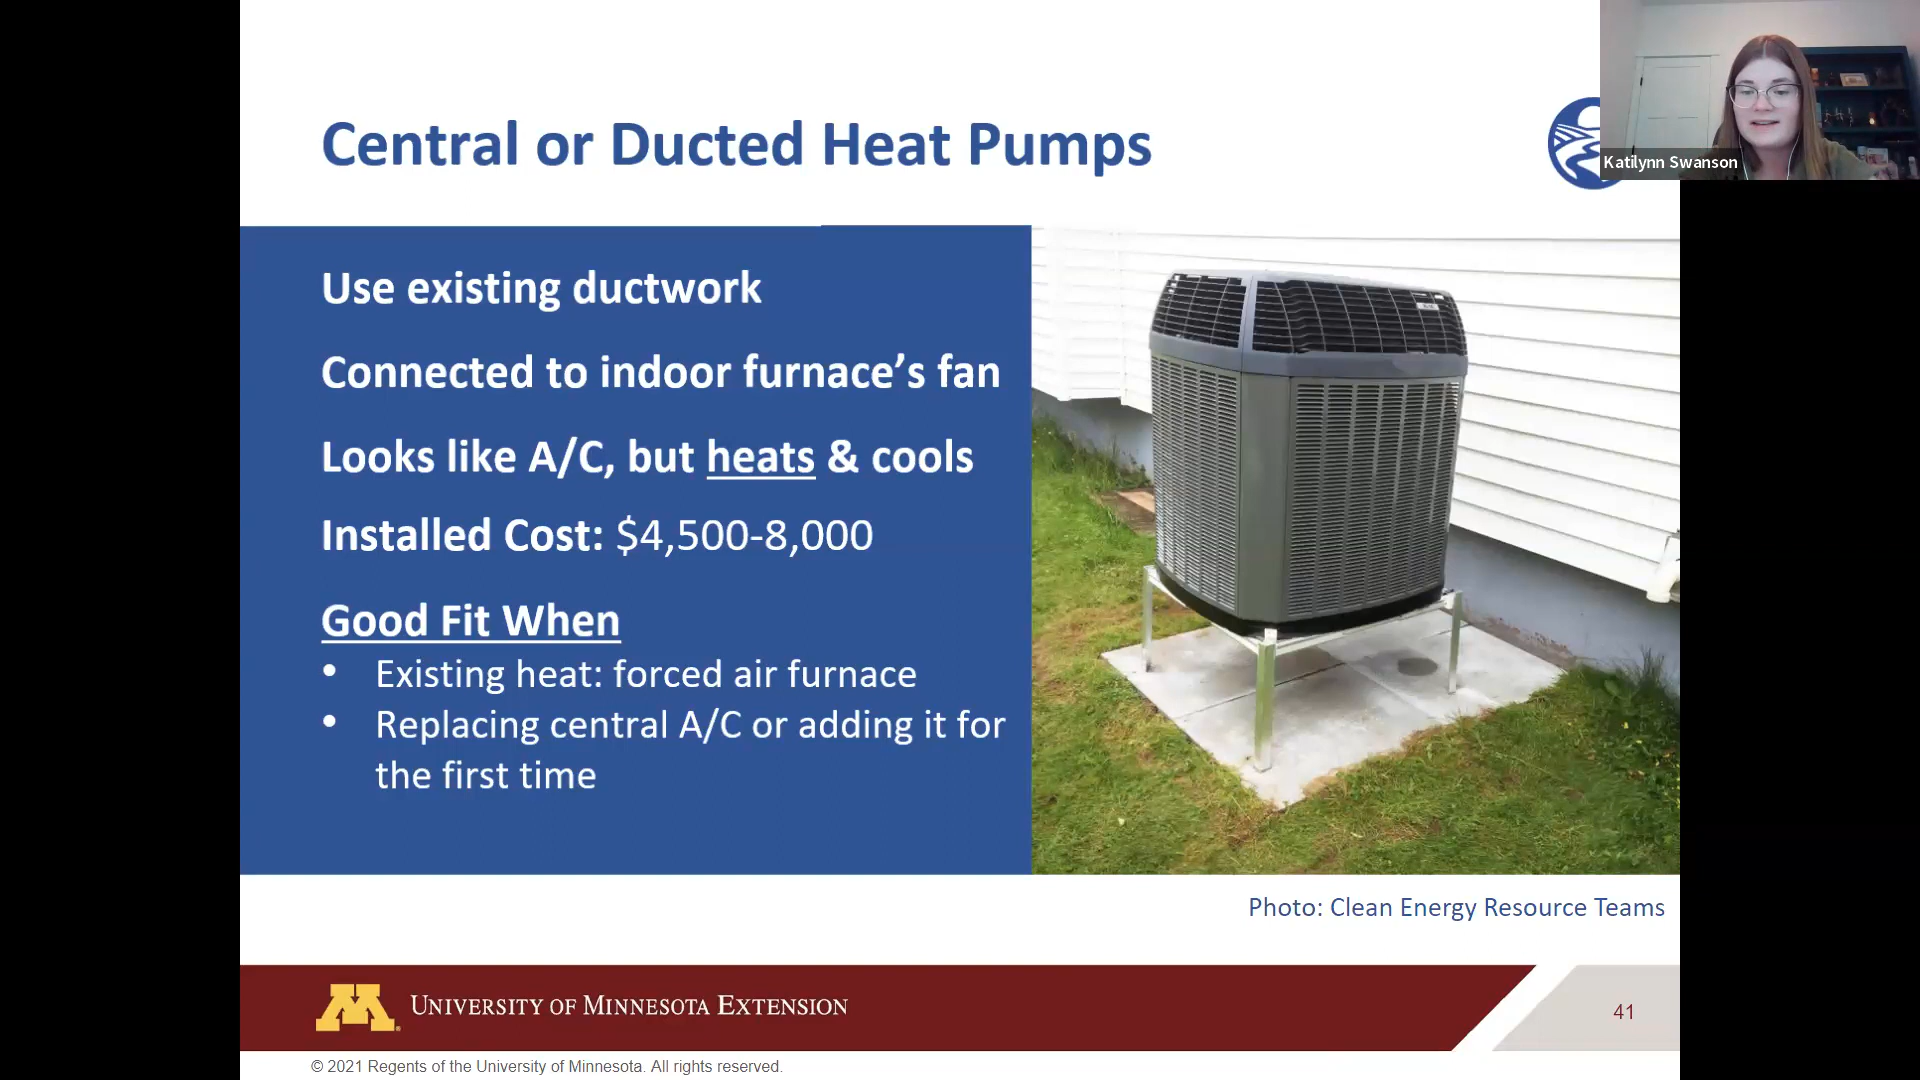 Central or Ducted Heat Pumps
Katilynn Swanson
Use existing ductwork
Connected to indoor furnace’s fan
Looks like A/C, but heats & cools
Installed Cost: $4,500-8,000
Good Fit When
• Existing heat: forced air furnace
• Replacing central A/C or adding it for
the first time
Photo: Clean Energy Resource Teams
M
UNIVERSITY OF MINNESOTA EXTENSION
41
© 2021 Regents of the University of Minnesota. All rights reserved.